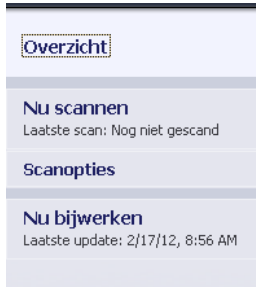 Overzicht
Nu scannen
Laatste scan: Nog niet gescand
Scanopties
Nu bijwerken
Laatste update: 2/17/12, 8:56 AM